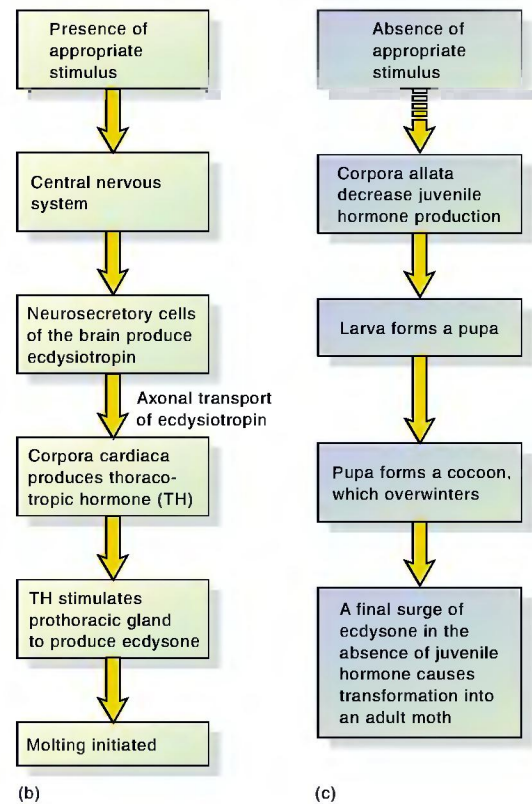 Presence of
appropriate
stimulus
Central nervous
system
Neurosecretory cells
of the brain produce
ecdysiotropin
Axonal transport
of ecdysiotropin
Corpora cardiaca
produces thoraco-
tropic hormone (TH)
TH stimulates
prothoracic gland
to produce ecdysone
Molting initiated
(b)
Absence of
appropriate
stimulus
Corpora allata
decrease juvenile
hormone production
Larva forms a pupa
Pupa forms a cocoon,
which overwinters
A final surge of
ecdysone in the
absence of juvenile
hormone causes
transformation into
an adult moth
(c)